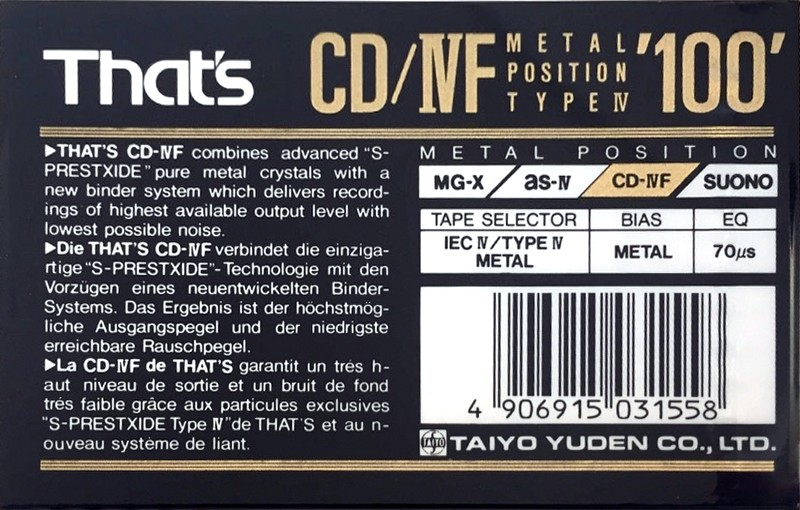 That's CD/IVF METAL POSITION TYPE IV '100'
►THAT'S CD-IVF combines advanced "S-
PRESTXIDE" pure metal crystals with a
new binder system which delivers record-
ings of highest available output level with
lowest possible noise.
►Die THAT'S CD-IVF verbindet die einziga-
rtige "S-PRESTXIDE"-Technologie mit den
Vorzügen eines neuentwickelten Binder-
Systems. Das Ergebnis ist der höchstmög-
liche Ausgangspegel und der niedrigste
erreichbare Rauschpegel.
►La CD-IVF de THAT'S garantit un trés h-
aut niveau de sortie et un bruit de fond
trés faible grâce aux particules exclusives
"S-PRESTXIDE Type IV"de THAT'S et au n-
ouveau système de liant.
METAL POSITION
MG-X / as-IV / CD-IVF / SUONO
TAPE SELECTOR BIAS EQ
IEC IV/TYPE IV METAL 70μs
METAL
4 906915 031558
TAIYO TAIYO YUDEN CO., LTD.